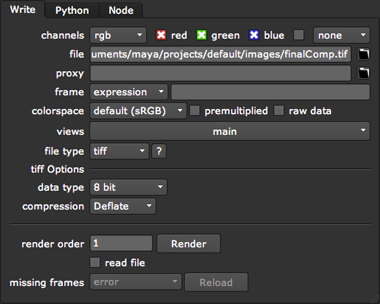 Write Python Node
channels rgb red green blue none
file uments/maya/projects/default/images/finalComp.tif
proxy
frame expression
colorspace default (sRGB) premultiplied raw data
views main
file type tiff ?
tiff Options
data type 8 bit
compression Deflate
render order 1 Render
read file
missing frames error Reload